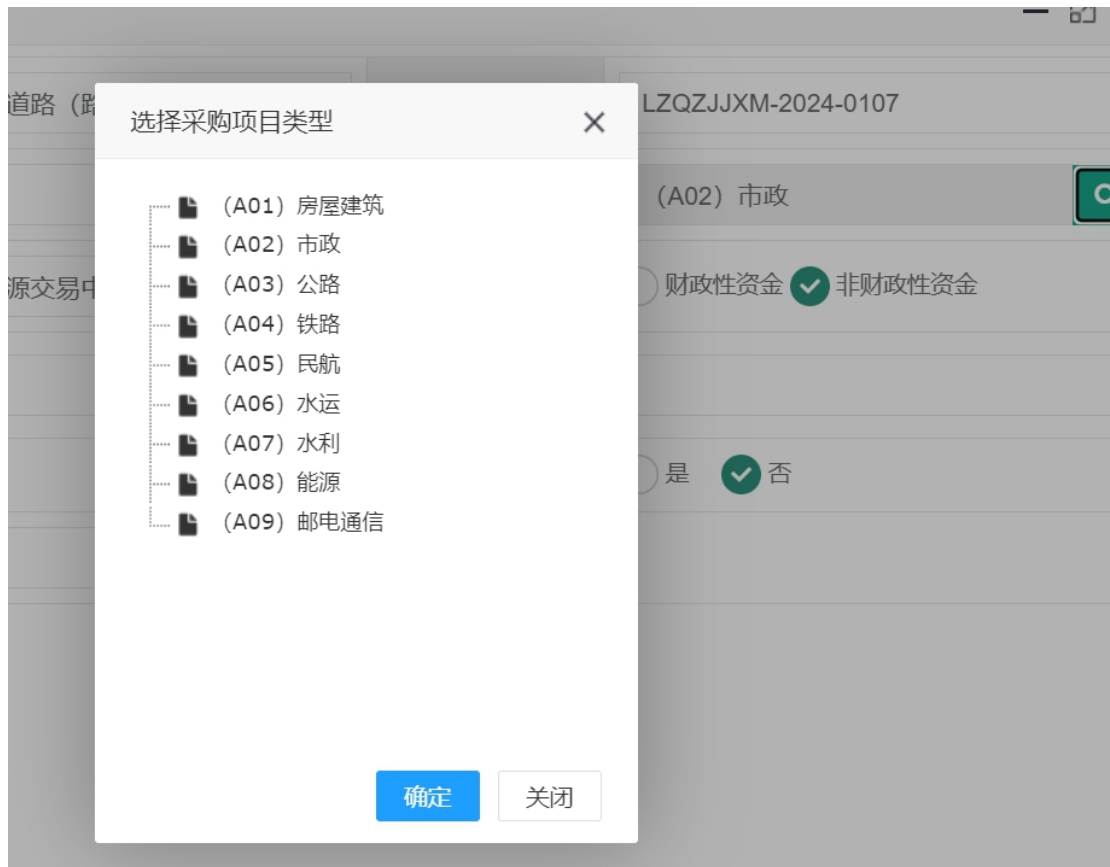 选择采购项目类型
道路（路
LZQZJJXM-2024-0107
（A01）房屋建筑
（A02）市政
（A02）市政
（A03）公路
源交易中
财政性资金
非财政性资金
（A04）铁路
（A05）民航
（A06）水运
（A07）水利
（A08）能源
是
否
（A09）邮电通信
确定
关闭